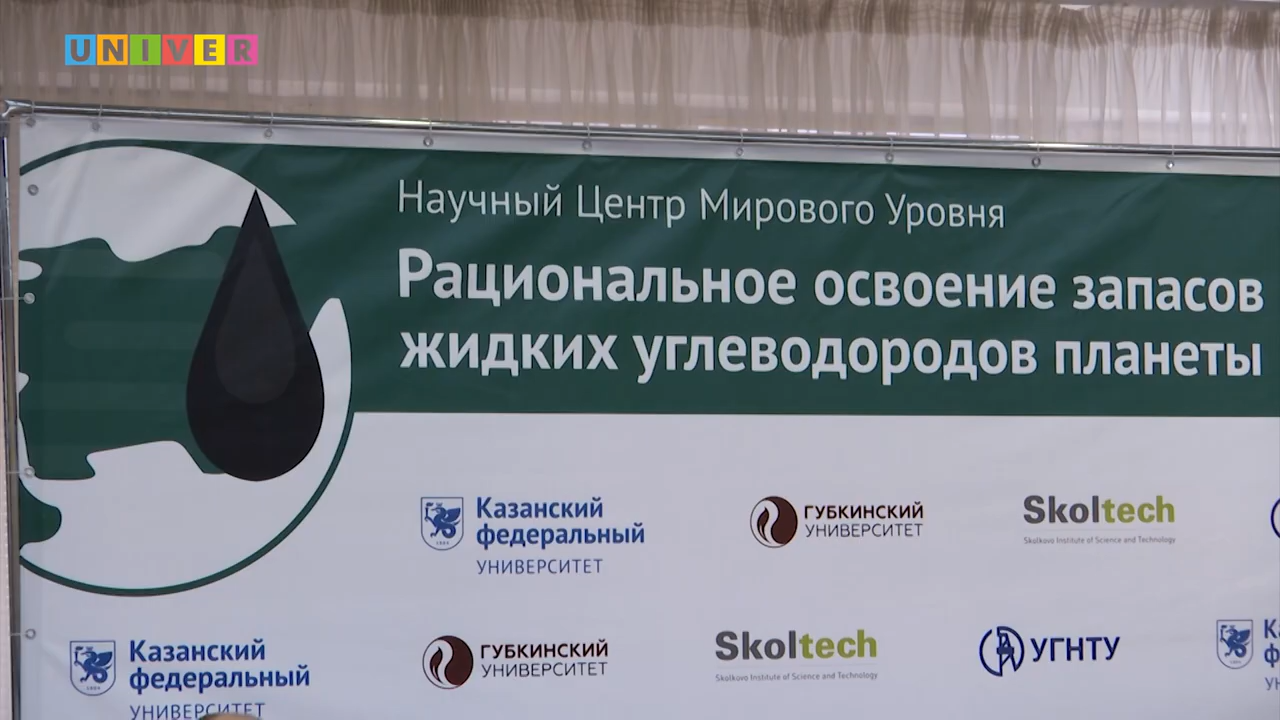 UNIVER
Научный Центр Мирового Уровня
Рациональное освоение запасов
жидких углеводородов планеты
Казанский
федеральный
УНИВЕРСИТЕТ
ГУБКИНСКИЙ
УНИВЕРСИТЕТ
Skoltech
Skolkovo Institute of Science and Technology
Казанский
федеральный
УНИВЕРСИТЕТ
ГУБКИНСКИЙ
УНИВЕРСИТЕТ
Skoltech
Skolkovo Institute of Science and Technology
УГНТУ